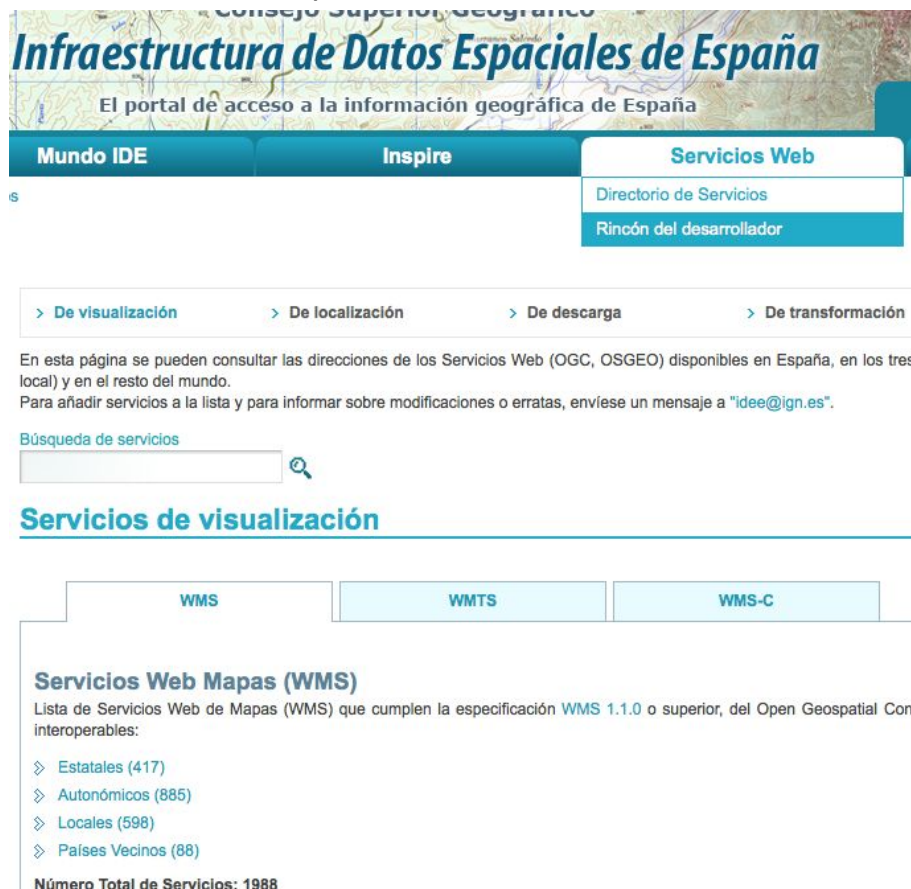 Consejo Superior Geográfico
Infraestructura de Datos Espaciales de España
El portal de acceso a la información geográfica de España
Mundo IDE Inspire Servicios Web
os
Directorio de Servicios
Rincón del desarrollador
> De visualización > De localización > De descarga > De transformación
En esta página se pueden consultar las direcciones de los Servicios Web (OGC, OSGEO) disponibles en España, en los tres
local) y en el resto del mundo.
Para añadir servicios a la lista y para informar sobre modificaciones o erratas, envíese un mensaje a "idee@ign.es".
Búsqueda de servicios
Servicios de visualización
WMS WMTS WMS-C
Servicios Web Mapas (WMS)
Lista de Servicios Web de Mapas (WMS) que cumplen la especificación WMS 1.1.0 o superior, del Open Geospatial Con
interoperables:
Estatales (417)
Autonómicos (885)
Locales (598)
Países Vecinos (88)
Número Total de Servicios: 1988